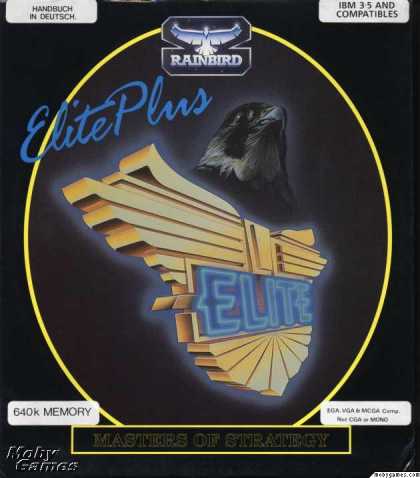 HANDBUCH
IN DEUTSCH.
IBM 3·5 AND
COMPATIBLES
RAINBIRD
Elite Plus
ELITE
640k MEMORY
EGA, VGA & MCGA Comp.
Not CGA or MONO
MASTERS OF STRATEGY
Moby
Games
mobygames.com